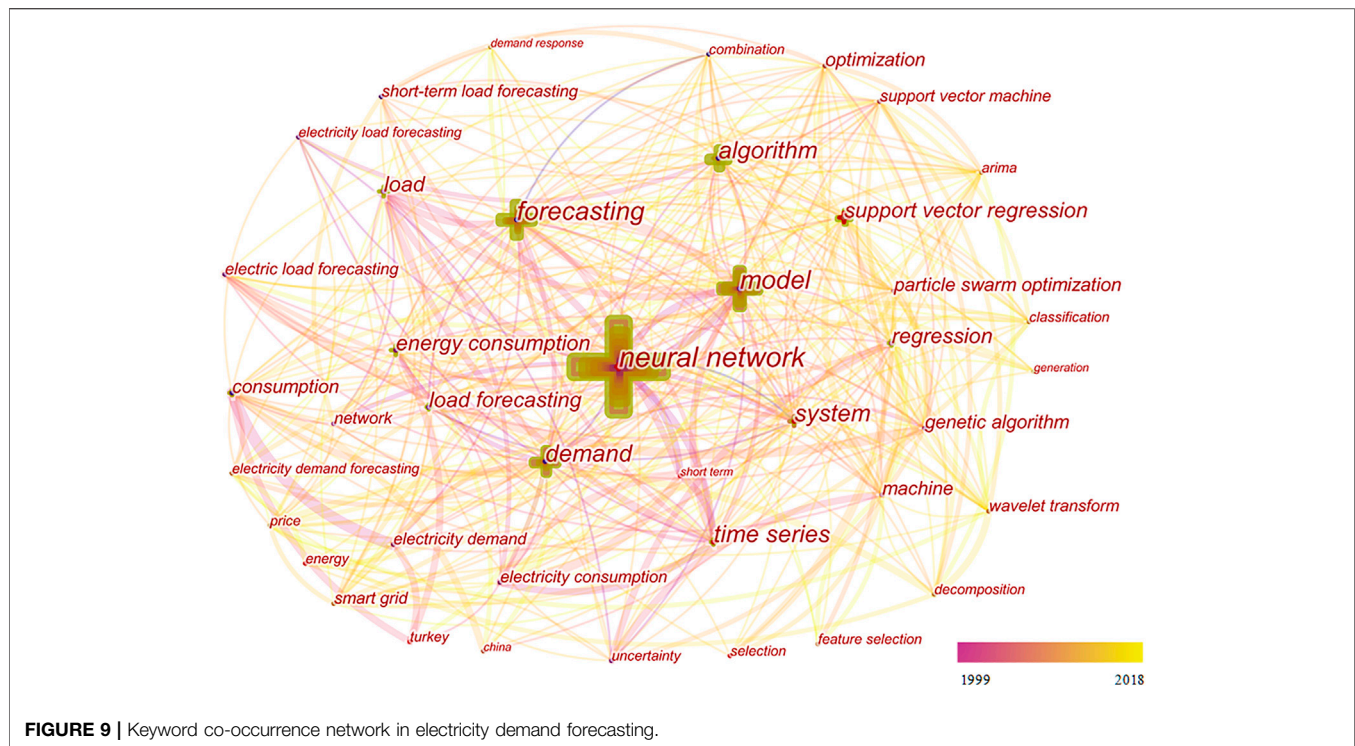 demand response
combination
optimization
short-term load forecasting
support vector machine
electricity load forecasting
algorithm
arima
load
forecasting
support vector regression
electric load forecasting
model
particle swarm optimization
classification
energy consumption
regression
neural network
generation
consumption
load forecasting
system
network
genetic algorithm
demand
electricity demand forecasting
short term
machine
wavelet transform
price
electricity demand
time series
energy
electricity consumption
decomposition
smart grid
turkey
feature selection
china
uncertainty
selection
1999
2018
FIGURE 9 | Keyword co-occurrence network in electricity demand forecasting.